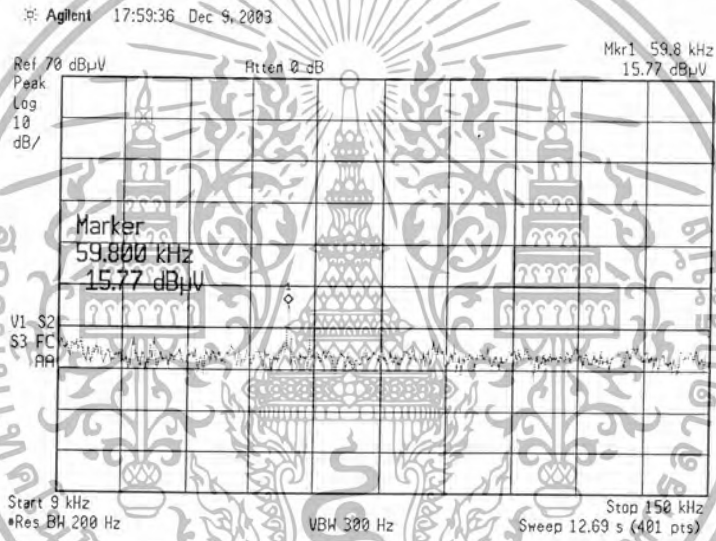 Agilent 17:59:36 Dec 9, 2003
Mkr1 59.8 kHz
Ref 70 dBµV Atten 0 dB 15.77 dBµV
Peak
Log
10
dB/
Marker
59.800 kHz
15.77 dBµV
1
V1 S2
S3 FC
AA
Start 9 kHz Stop 150 kHz
#Res BW 200 Hz VBW 300 Hz Sweep 12.69 s (401 pts)